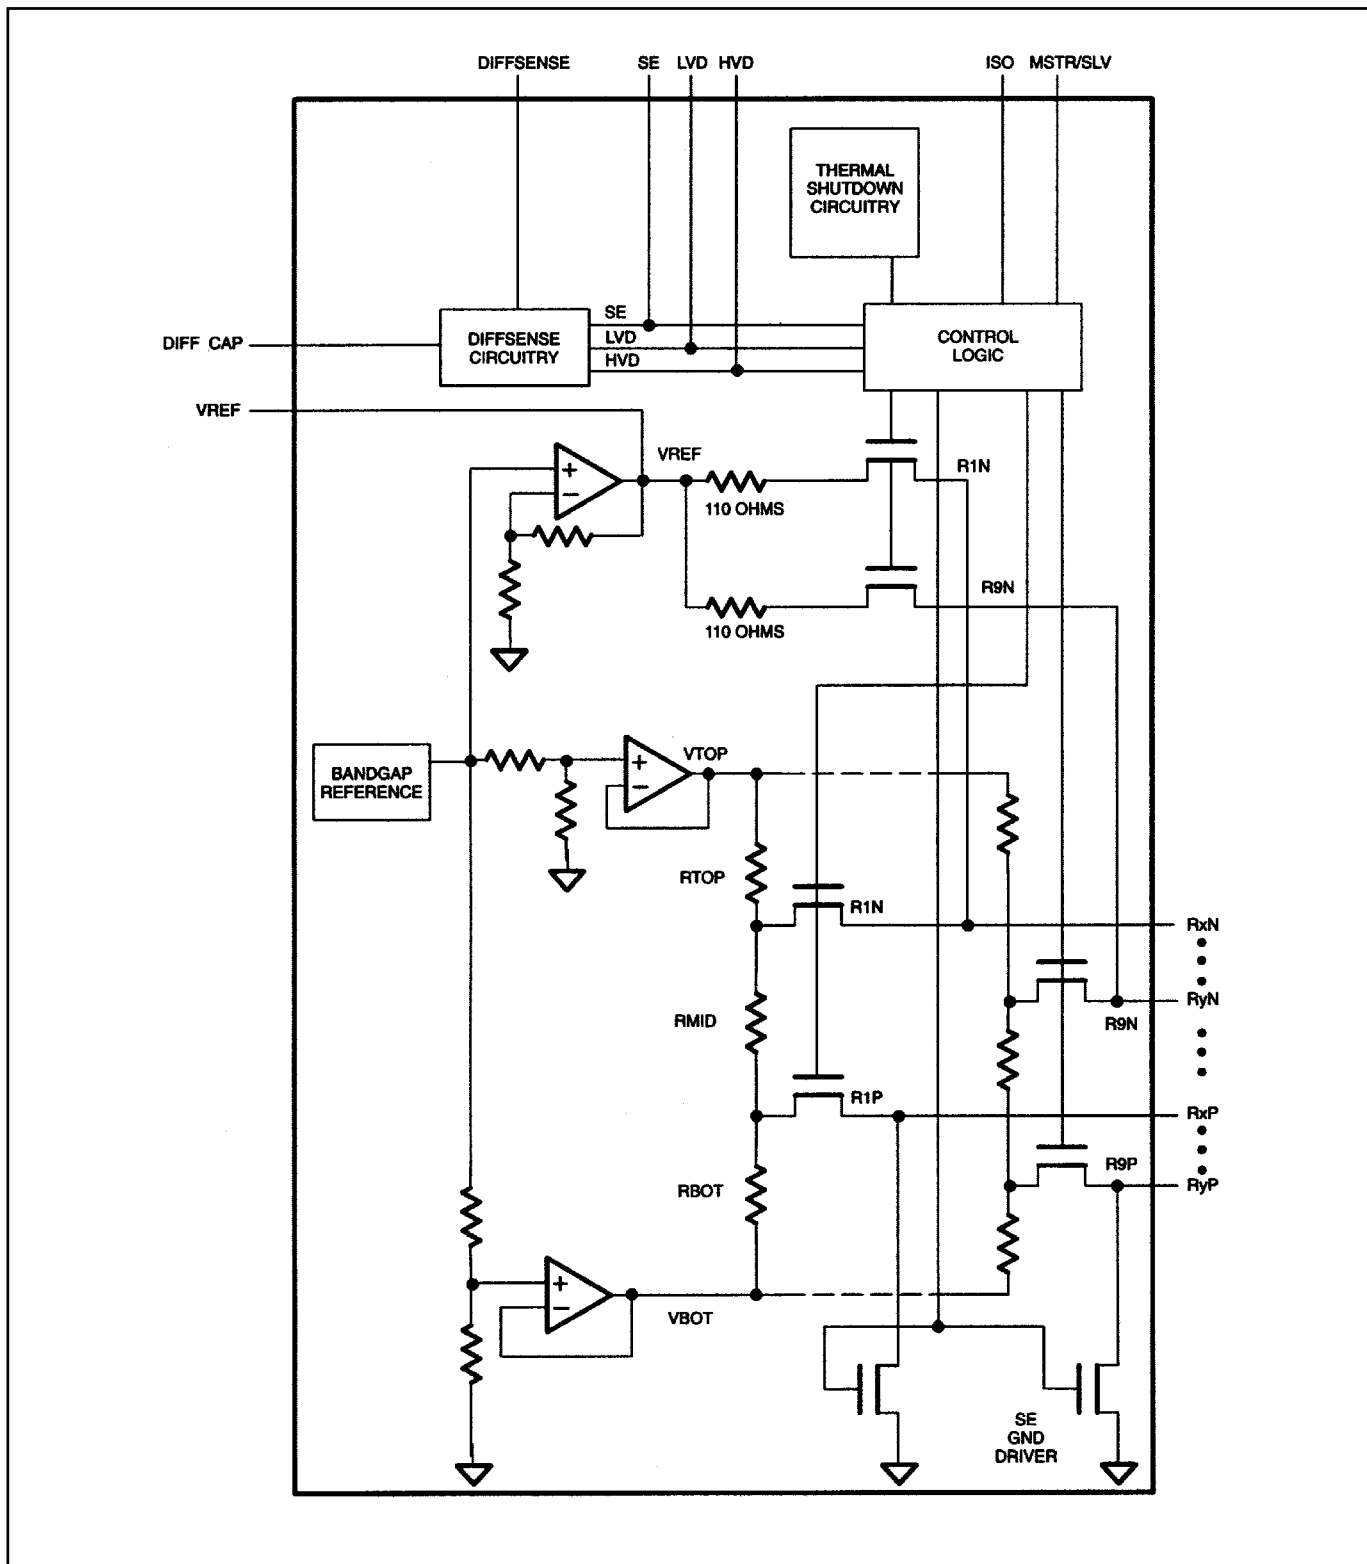 DIFFSENSE SE LVD HVD ISO MSTR/SLV
THERMAL
SHUTDOWN
CIRCUITRY
SE
LVD
HVD
DIFF CAP
DIFFSENSE
CIRCUITRY
CONTROL
LOGIC
VREF
VREF
R1N
+
−
110 OHMS
R9N
110 OHMS
BANDGAP
REFERENCE
VTOP
+
−
RTOP
R1N
RxN
RyN
R9N
RMID
R1P
RxP
R9P
RyP
RBOT
+
−
VBOT
SE
GND
DRIVER